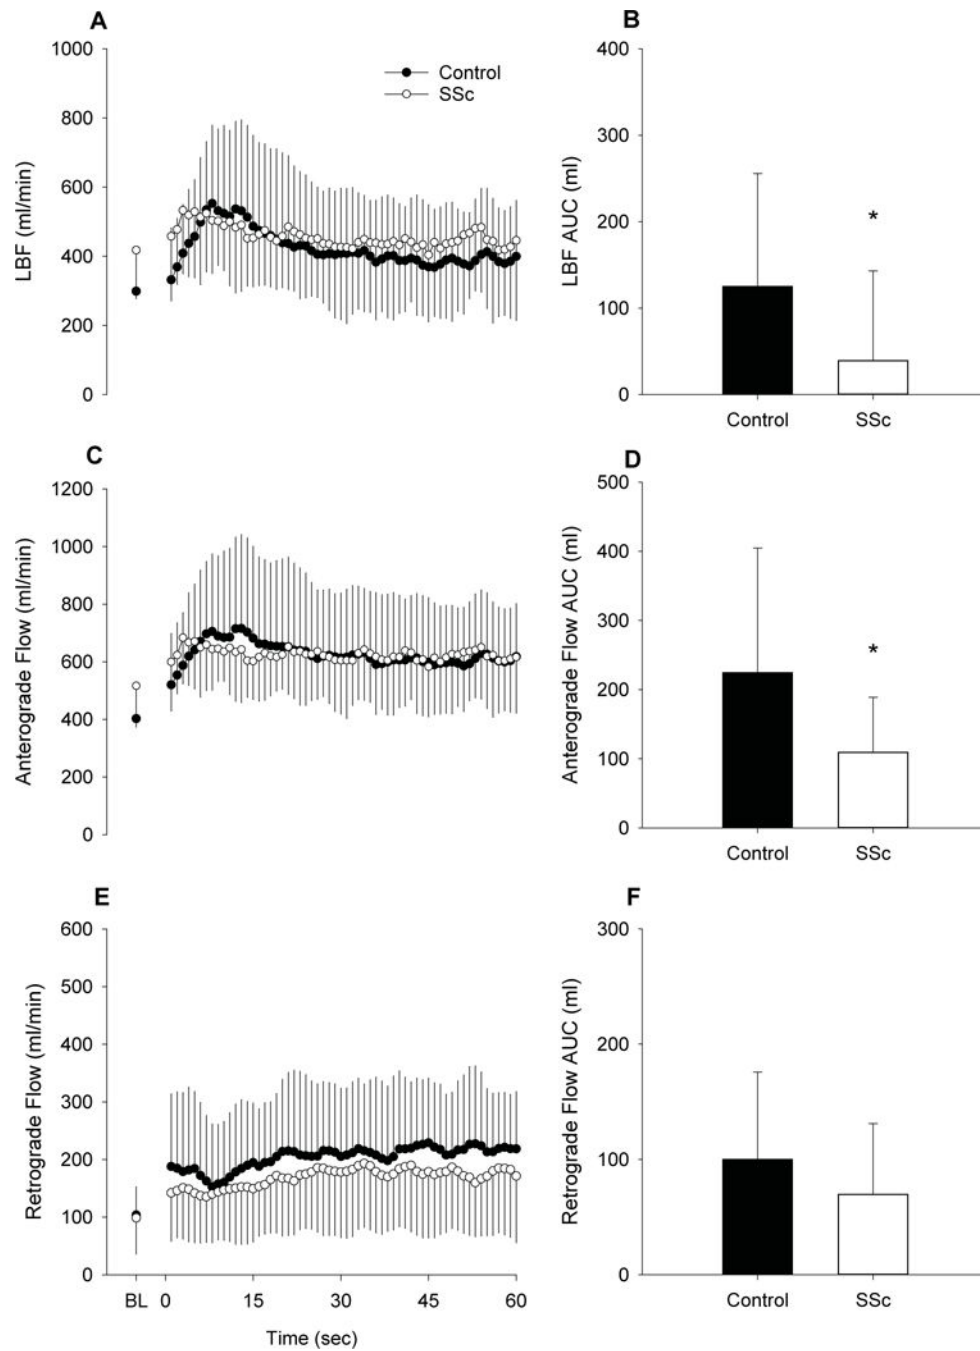 A
LBF (ml/min)
1000
800
600
400
200
0
Control
SSc
B
LBF AUC (ml)
400
300
200
100
0
*
Control
SSc
C
Anterograde Flow (ml/min)
1200
1000
800
600
400
200
0
D
Anterograde Flow AUC (ml)
500
400
300
200
100
0
*
Control
SSc
E
Retrograde Flow (ml/min)
600
500
400
300
200
100
0
BL 0 15 30 45 60
Time (sec)
F
Retrograde Flow AUC (ml)
300
200
100
0
Control
SSc